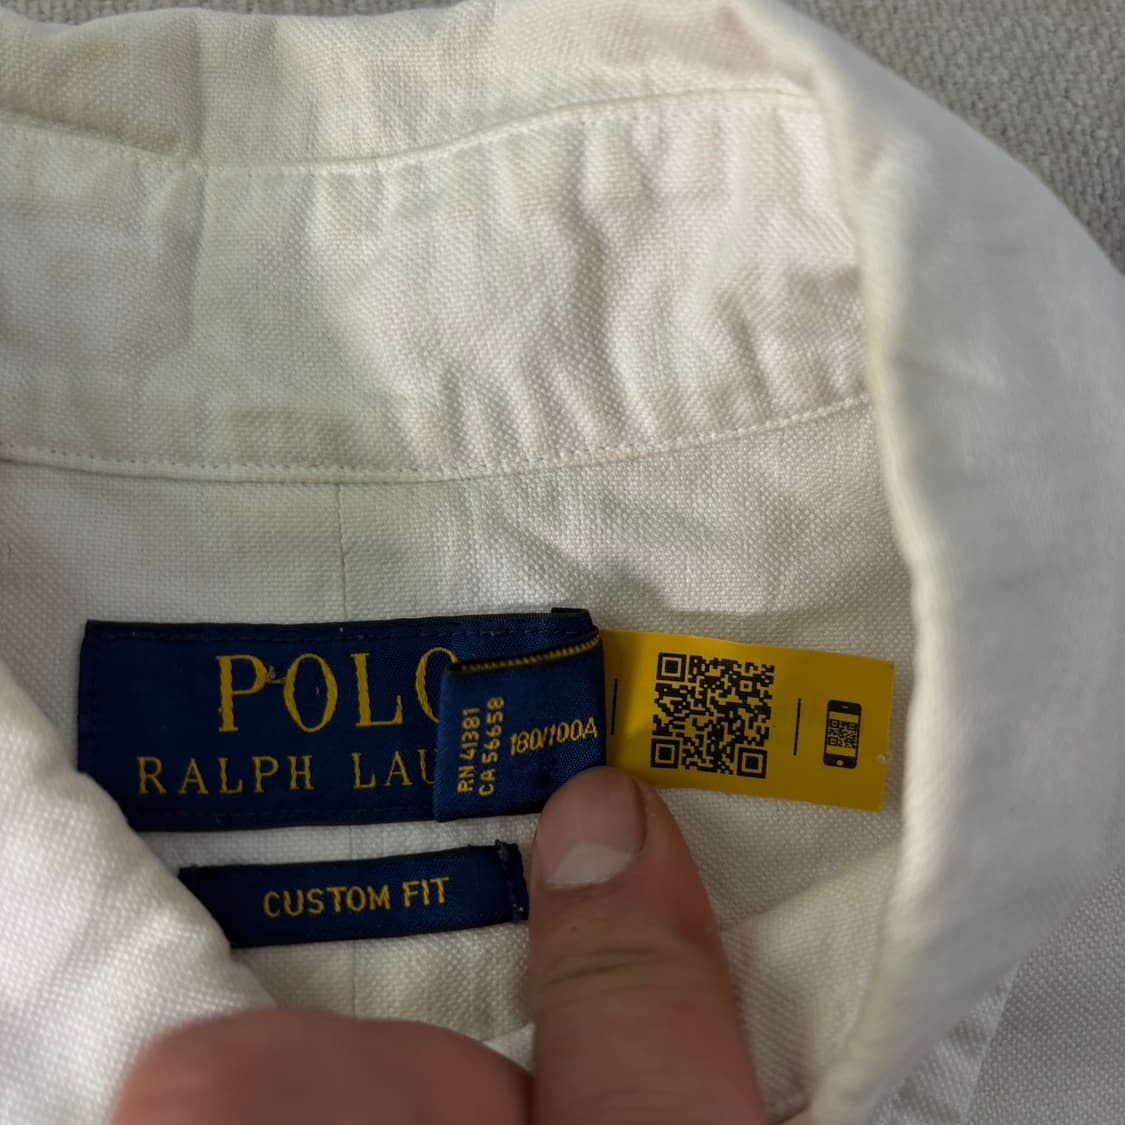 POLO
RALPH LAU
RN 41381
CA 56658
180/100A
CUSTOM FIT